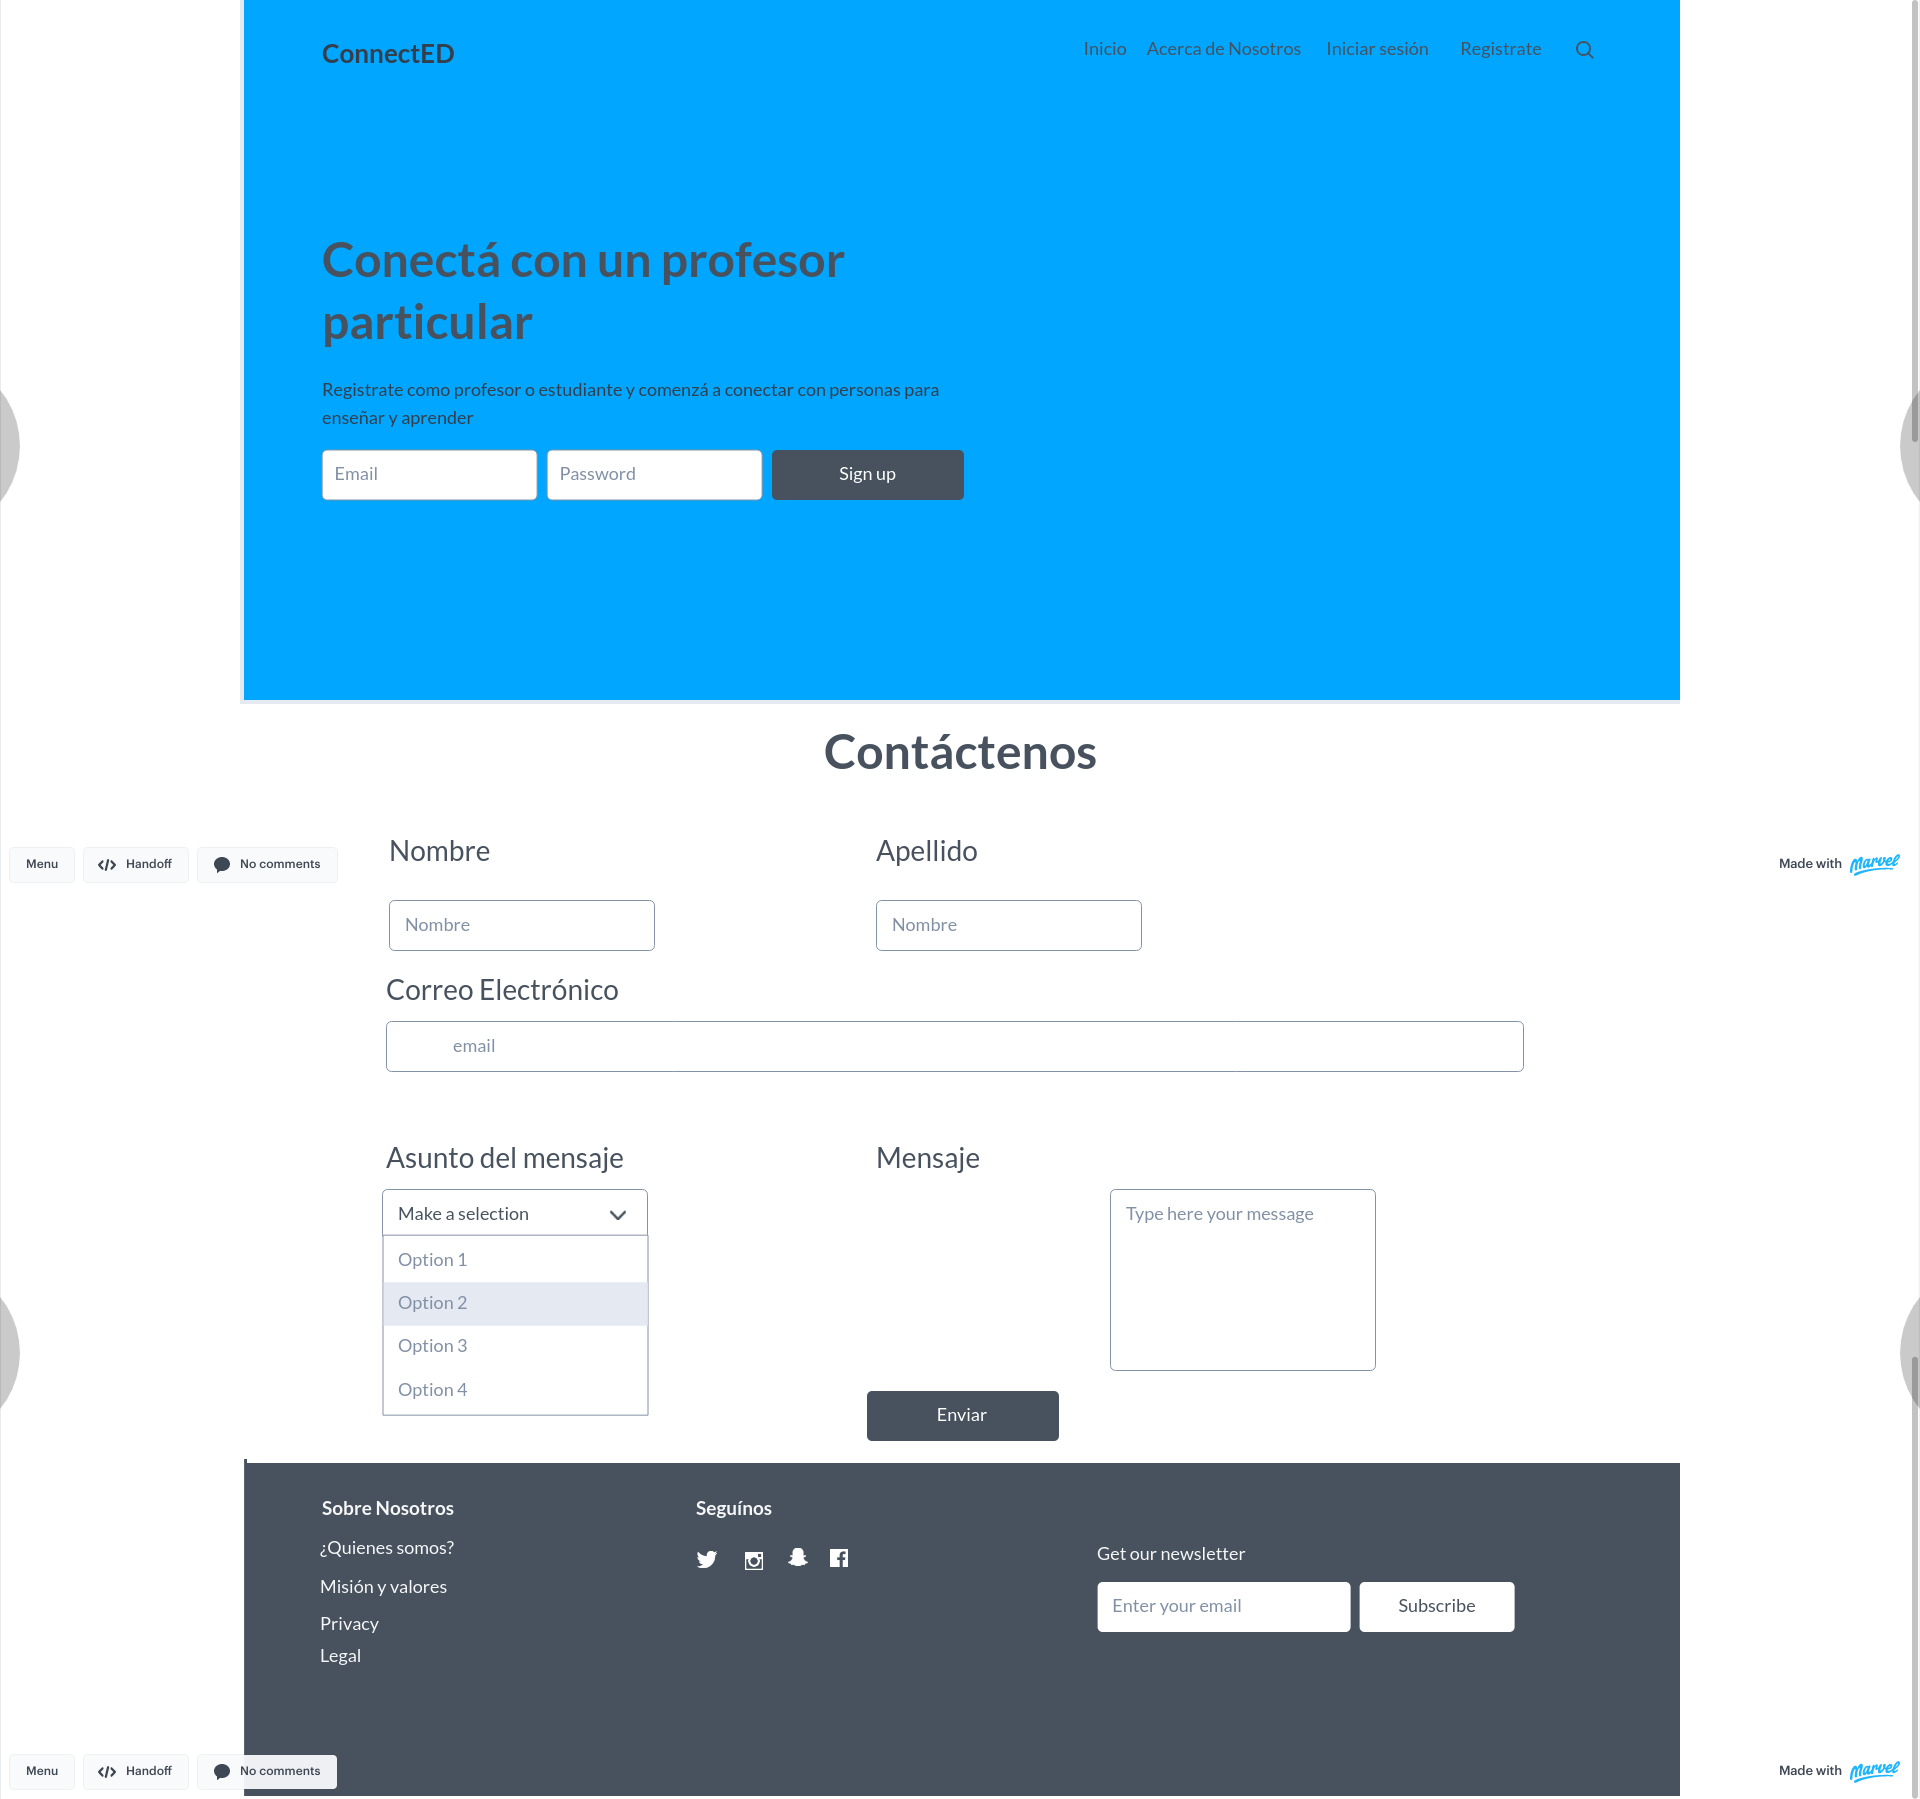 ConnectED
Inicio
Acerca de Nosotros
Iniciar sesión
Registrate
Conectá con un profesor
particular
Registrate como profesor o estudiante y comenzá a conectar con personas para
enseñar y aprender
Email
Password
Sign up
Contáctenos
Nombre
Apellido
Menu
Handoff
No comments
Made with Marvel
Nombre
Nombre
Correo Electrónico
email
Asunto del mensaje
Mensaje
Make a selection
Type here your message
Option 1
Option 2
Option 3
Option 4
Enviar
Sobre Nosotros
¿Quienes somos?
Misión y valores
Privacy
Legal
Seguínos
Get our newsletter
Enter your email
Subscribe
Menu
Handoff
No comments
Made with Marvel